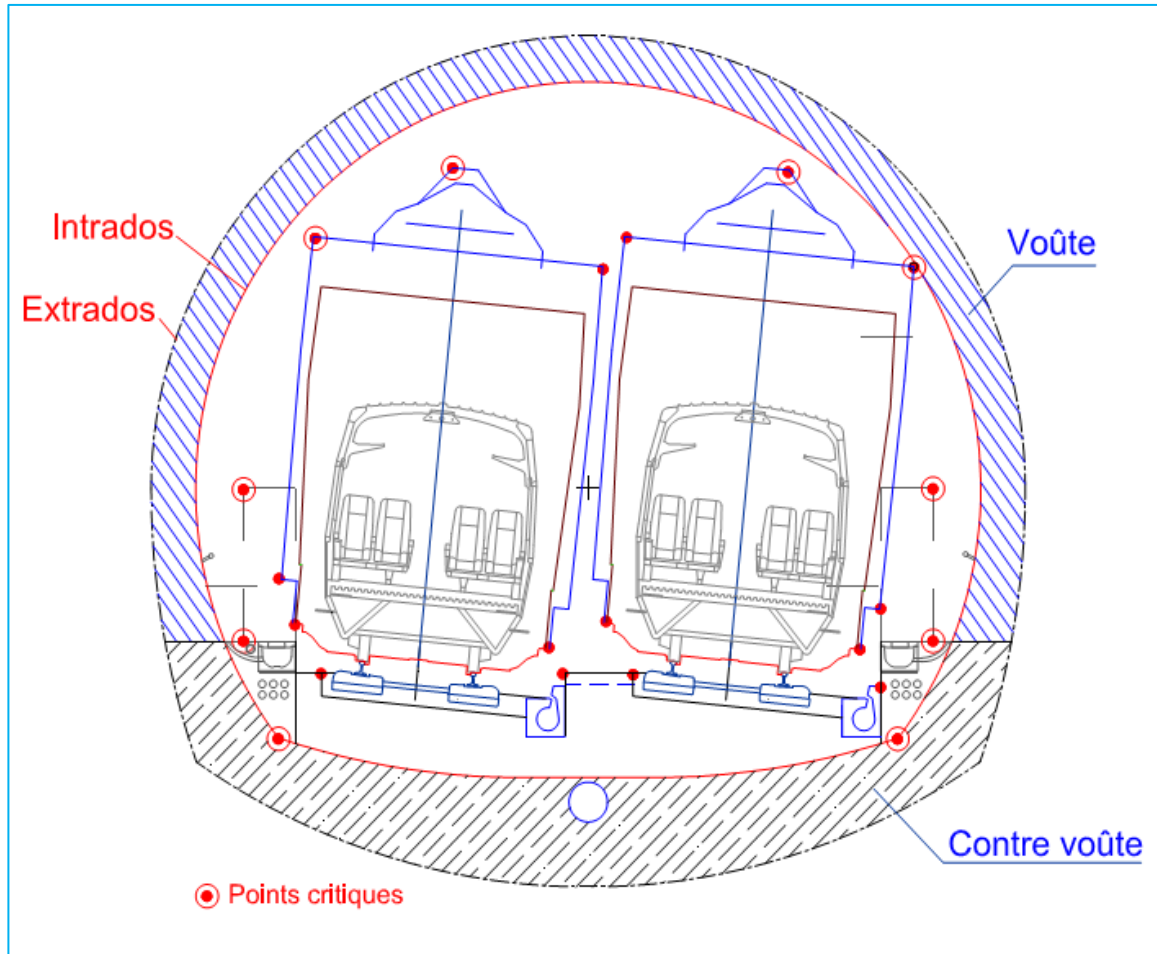 Intrados
Voûte
Extrados
Contre voûte
Points critiques